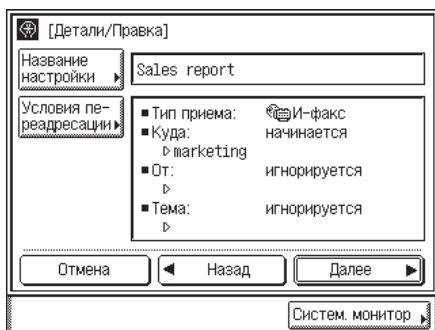 [Детали/Правка]
Название настройки
Sales report
Условия пе-
реадресации
Тип приема: И-факс
Куда: начинается
marketing
От: игнорируется
Тема: игнорируется
Отмена
Назад
Далее
Систем. монитор